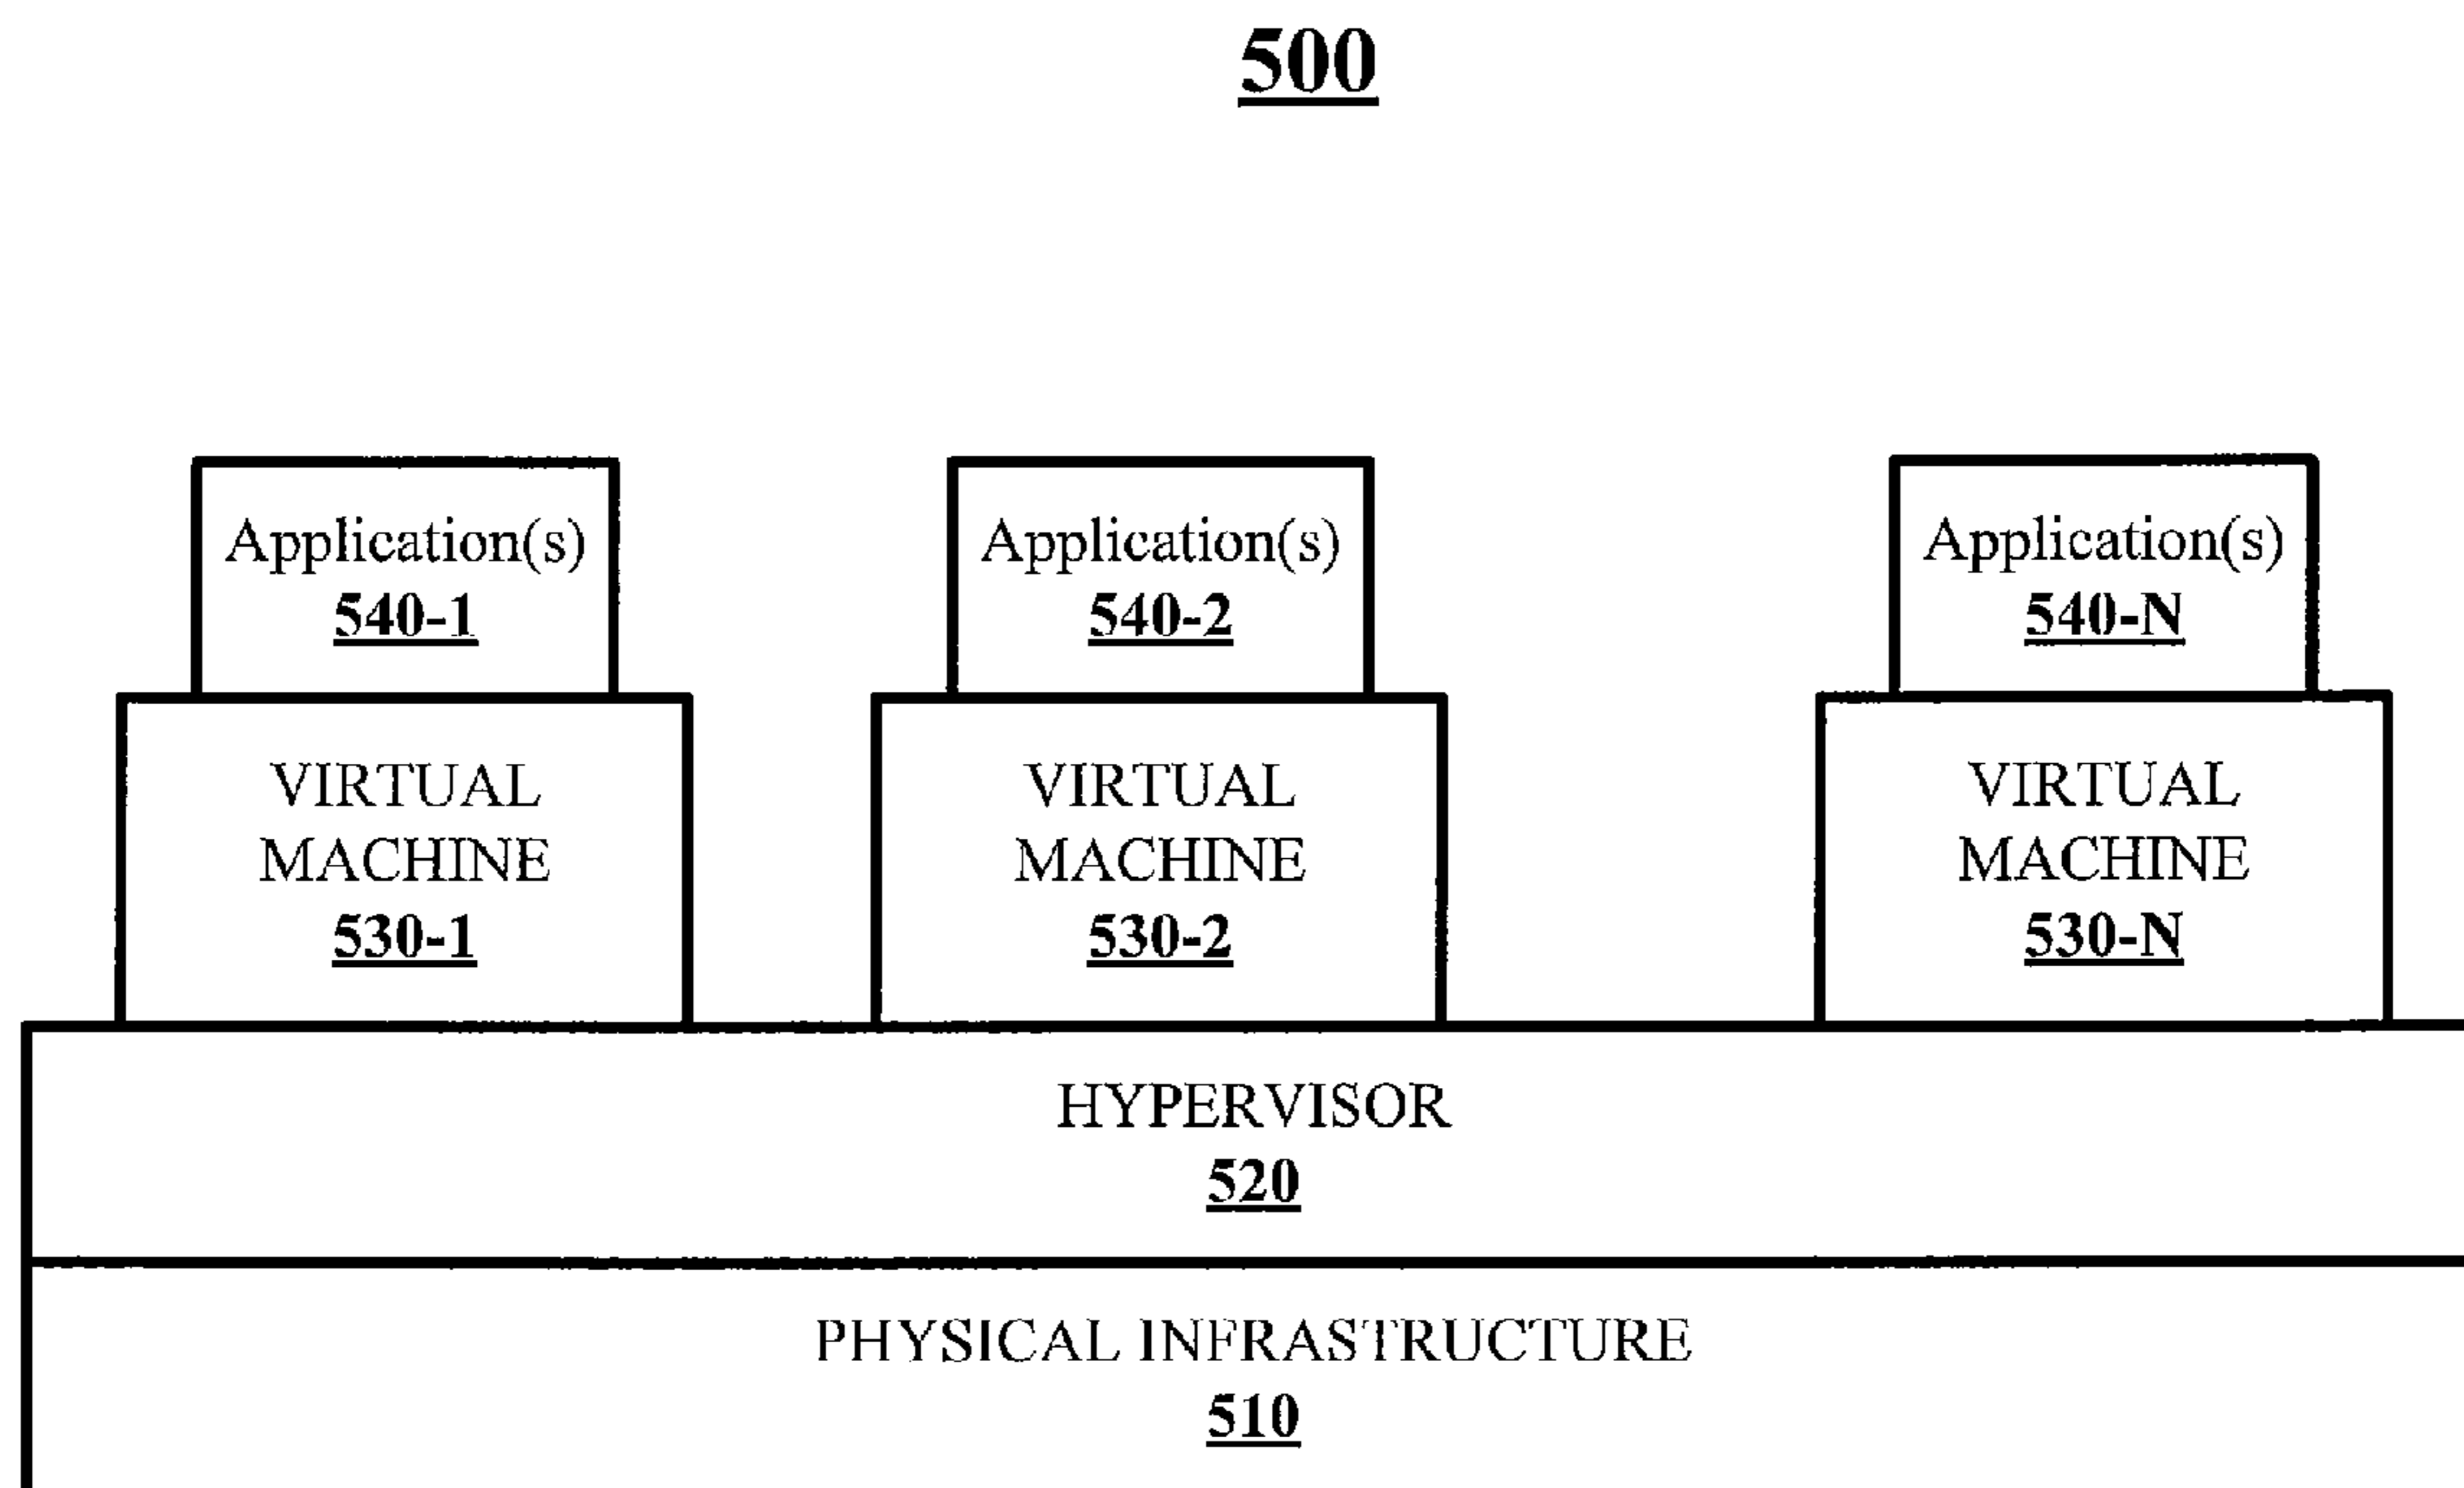 500
Application(s)
540-1
Application(s)
540-2
Application(s)
540-N
VIRTUAL
MACHINE
530-1
VIRTUAL
MACHINE
530-2
VIRTUAL
MACHINE
530-N
HYPERVISOR
520
PHYSICAL INFRASTRUCTURE
510